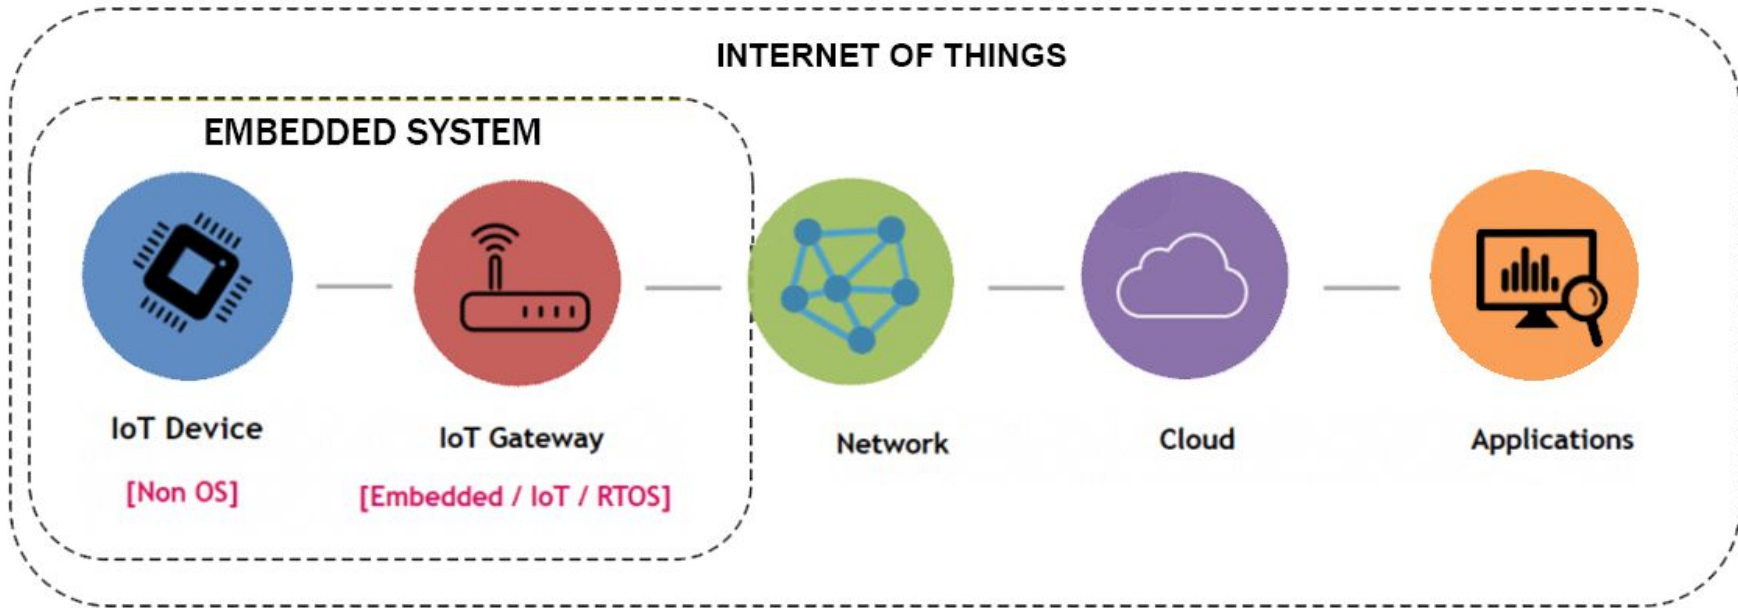 INTERNET OF THINGS
EMBEDDED SYSTEM
IoT Device
[Non OS]
IoT Gateway
[Embedded / IoT / RTOS]
Network
Cloud
Applications